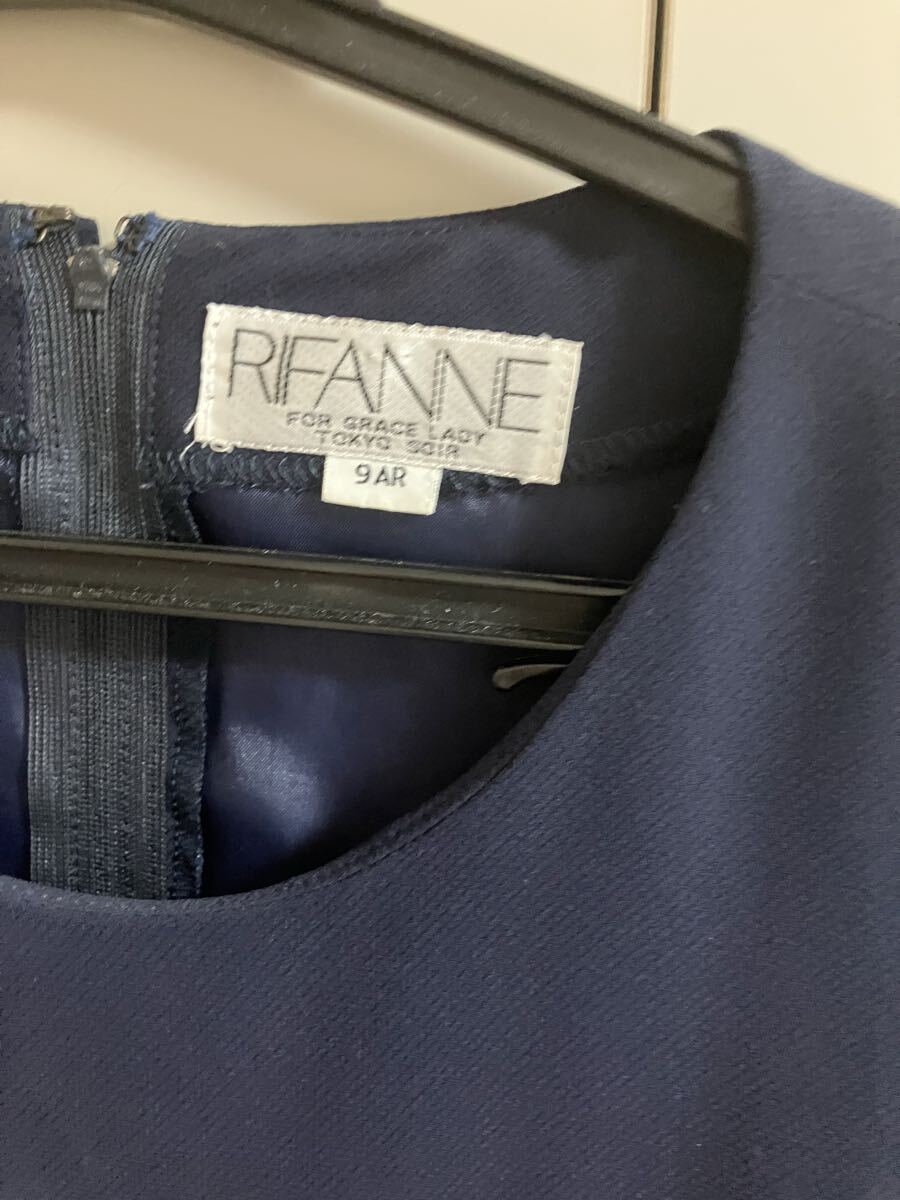 RIFANNE
FOR GRACE LADY
TOKYO SOIR
9AR